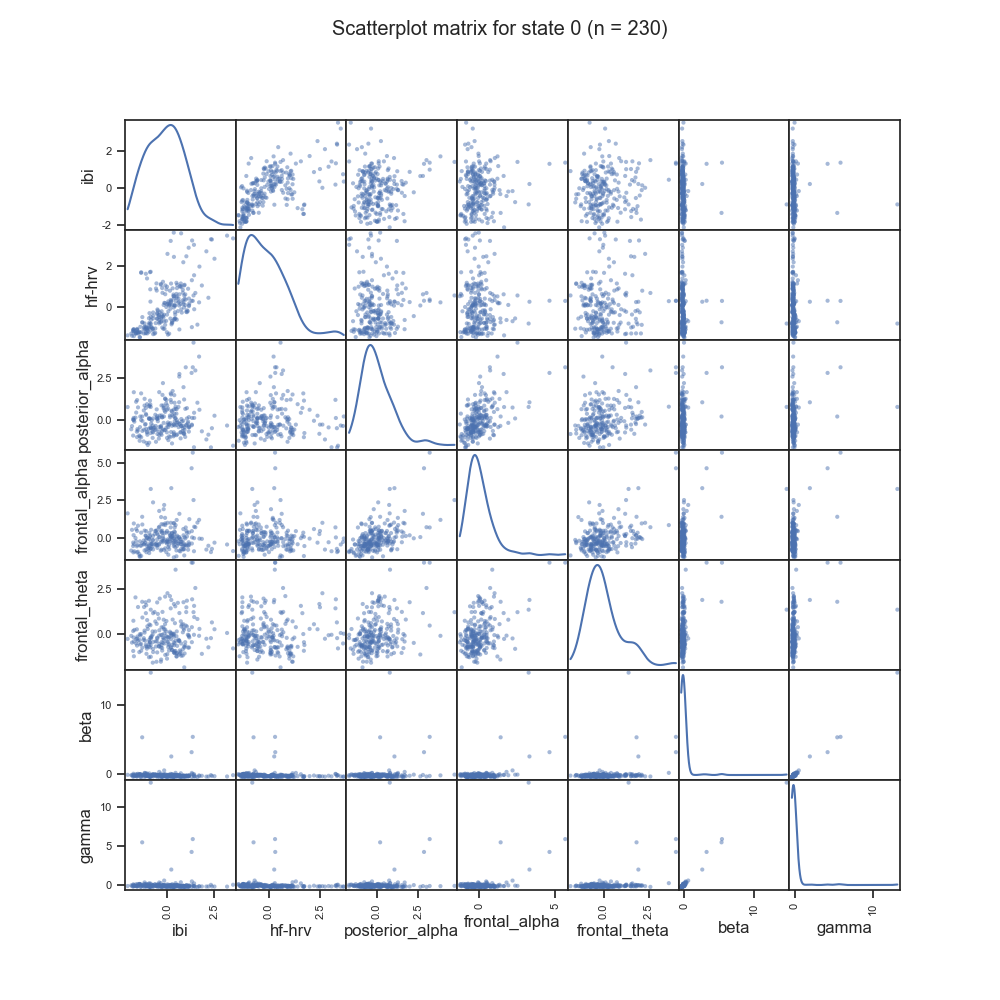 Scatterplot matrix for state 0 (n = 230)
ibi
2
0
-2
hf-hrv
2
0
posterior_alpha
2.5
0.0
frontal_alpha
5.0
2.5
0.0
frontal_theta
2.5
0.0
beta
10
0
gamma
10
5
0
0.0 2.5 0.0 2.5 0.0 2.5 0 5 0.0 2.5 0 10 0 10
ibi hf-hrv posterior_alpha frontal_alpha frontal_theta beta gamma